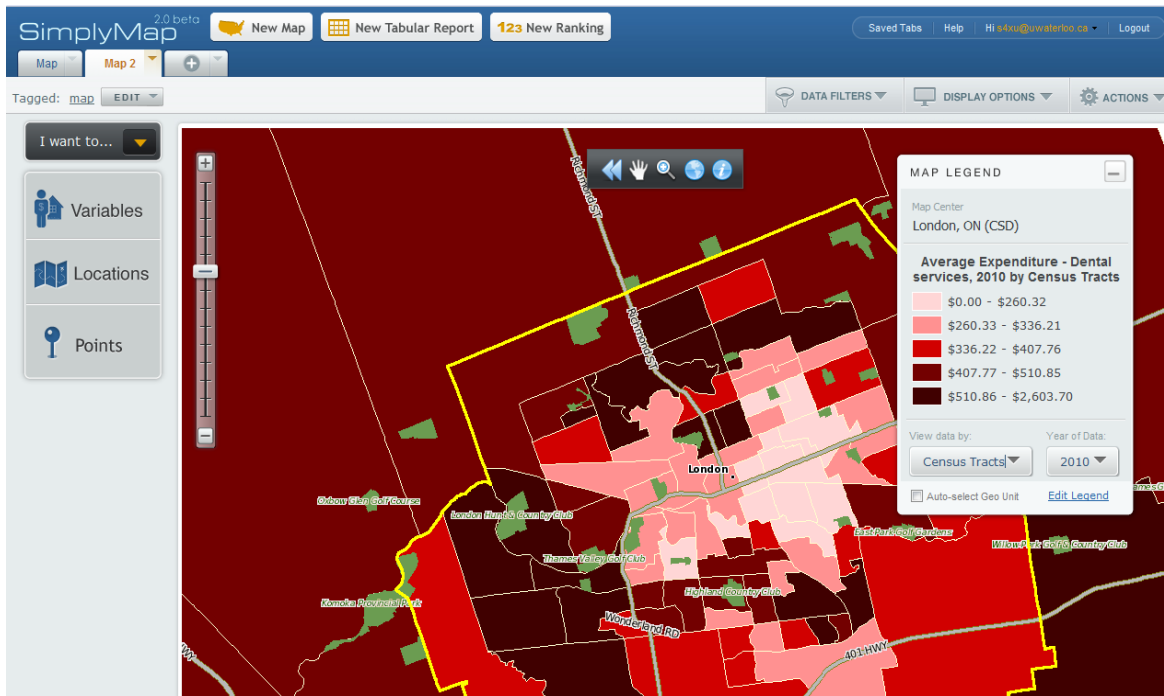 SimplyMap 2.0 beta
New Map
New Tabular Report
123 New Ranking
Saved Tabs
Help
Hi s4xu@uwaterloo.ca
Logout
Map
Map 2
Tagged: map EDIT
DATA FILTERS
DISPLAY OPTIONS
ACTIONS
I want to...
Variables
Locations
Points
Richmond ST
Richmond ST
London
Oxbow Glen Golf Course
London Hunt & Country Club
Thames Valley Golf Club
Komoka Provincial Park
Highland Country Club
East Park Golf Gardens
Willow Park Golf & Country Club
Wonderland RD
401 HWY
HWY
MAP LEGEND
Map Center
London, ON (CSD)
Average Expenditure - Dental
services, 2010 by Census Tracts
$0.00 - $260.32
$260.33 - $336.21
$336.22 - $407.76
$407.77 - $510.85
$510.86 - $2,603.70
View data by:
Year of Data:
Census Tracts
2010
Auto-select Geo Unit
Edit Legend